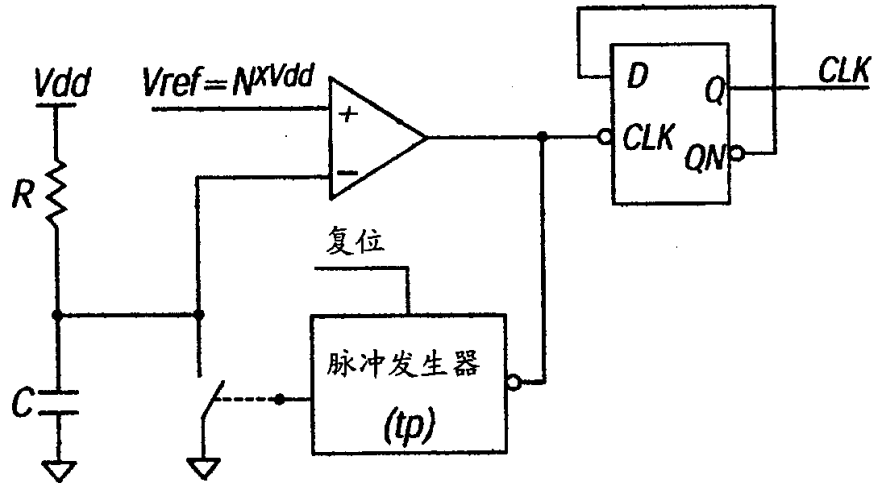 Vdd
Vref=N×Vdd
+
−
R
C
复位
脉冲发生器
(tp)
D
Q
CLK
QN
CLK